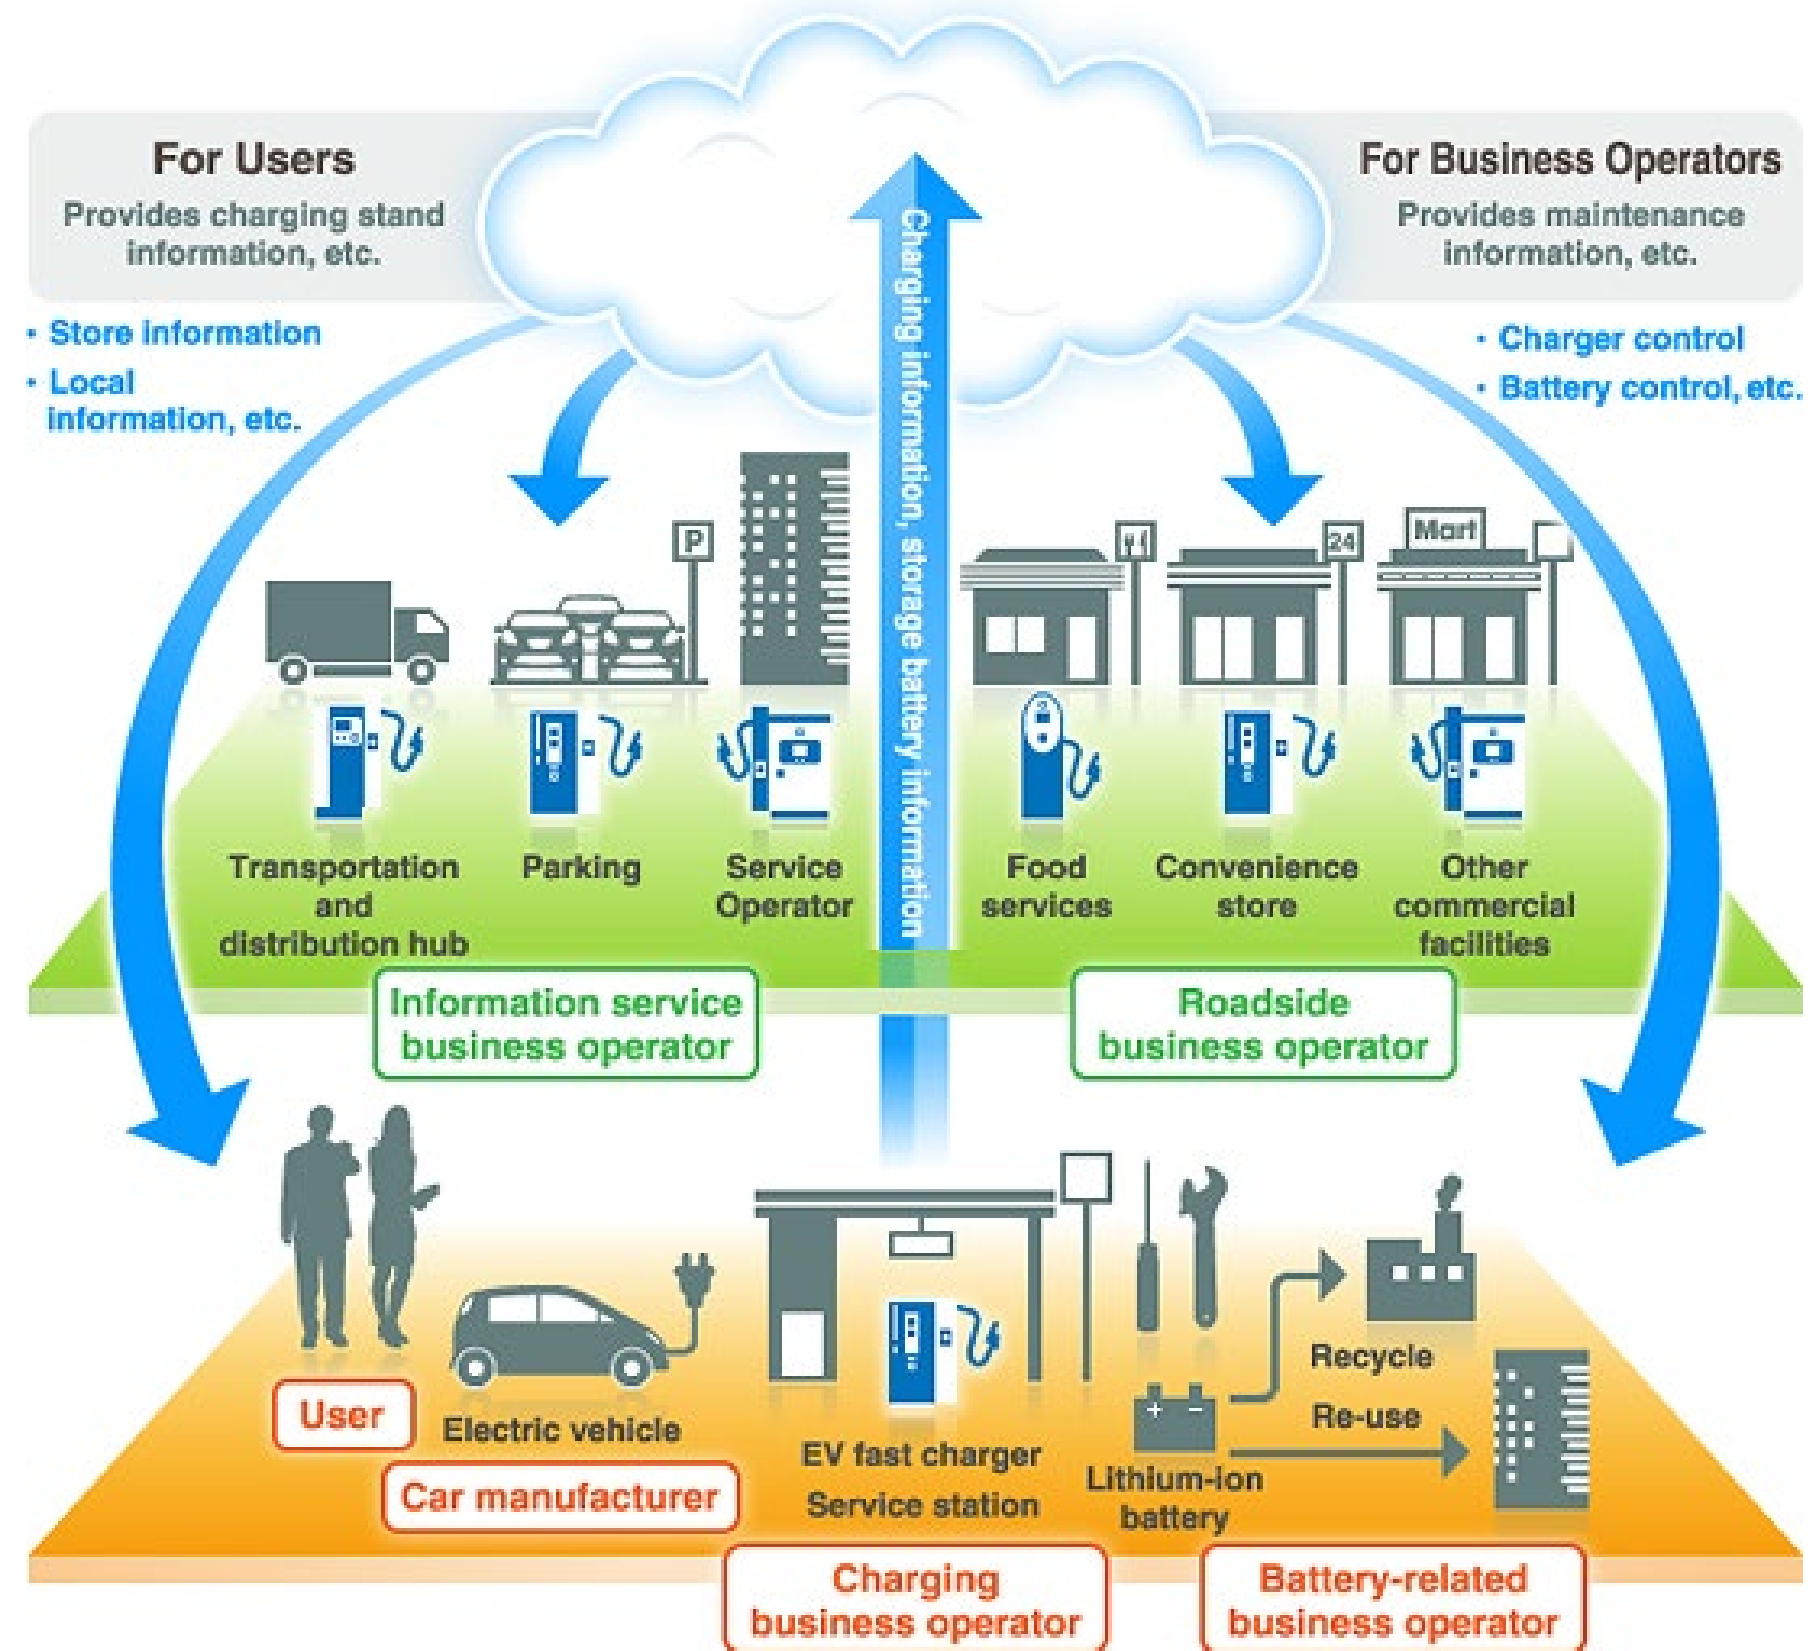 For Users
Provides charging stand
information, etc.
• Store information
• Local
information, etc.
For Business Operators
Provides maintenance
information, etc.
• Charger control
• Battery control, etc.
Charging information, storage battery information
P
24
Mart
Transportation
and
distribution hub
Parking
Service
Operator
Food
services
Convenience
store
Other
commercial
facilities
Information service
business operator
Roadside
business operator
User
Electric vehicle
Car manufacturer
EV fast charger
Service station
Charging
business operator
+ −
Lithium-ion
battery
Recycle
Re-use
Battery-related
business operator